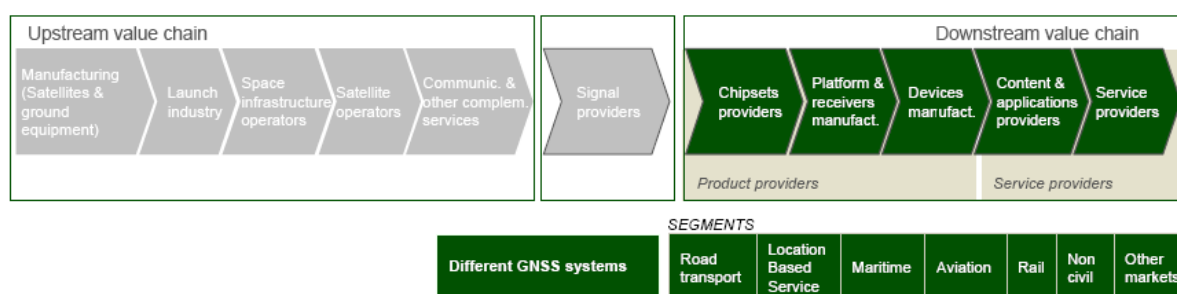 Upstream value chain
Downstream value chain
Manufacturing
(Satellites &
ground
equipment)
Launch
industry
Space
infrastructure
operators
Satellite
operators
Communic. &
other complem.
services
Signal
providers
Chipsets
providers
Platform &
receivers
manufact.
Devices
manufact.
Content &
applications
providers
Service
providers
Product providers
Service providers
SEGMENTS
Different GNSS systems
Road
transport
Location
Based
Service
Maritime
Aviation
Rail
Non
civil
Other
markets